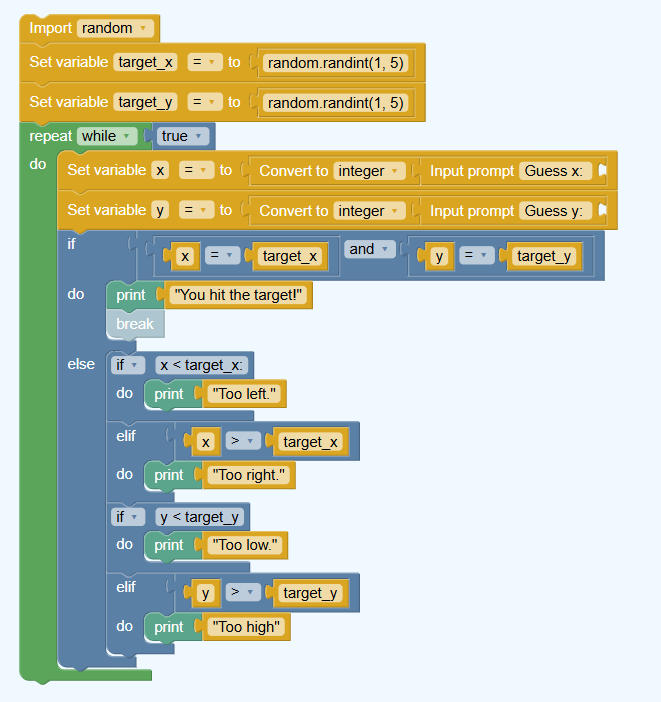 Import random
Set variable target_x = to random.randint(1, 5)
Set variable target_y = to random.randint(1, 5)
repeat while true
do Set variable x = to Convert to integer Input prompt Guess x:
Set variable y = to Convert to integer Input prompt Guess y:
if x = target_x and y = target_y
do print "You hit the target!"
break
else if x < target_x:
do print "Too left."
elif x > target_x
do print "Too right."
if y < target_y
do print "Too low."
elif y > target_y
do print "Too high"